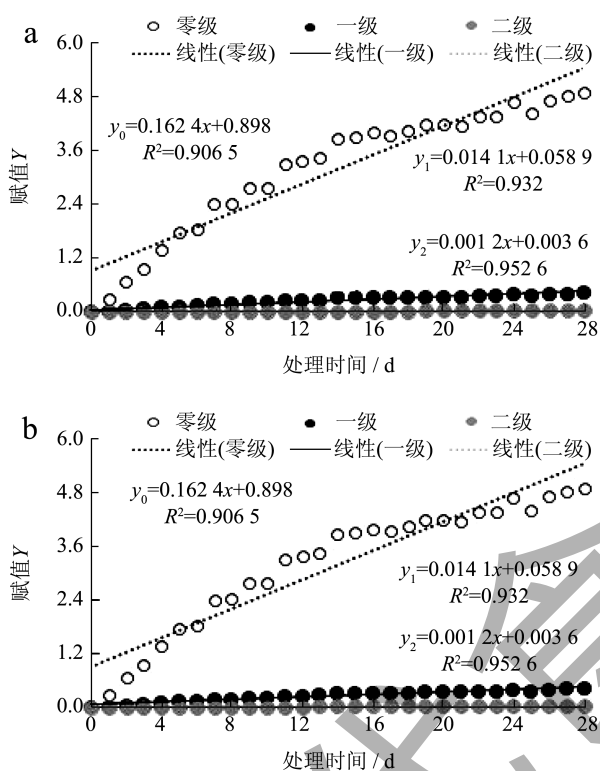 a
零级 一级 二级
线性(零级) 线性(一级) 线性(二级)
6.0
4.8
3.6
2.4
1.2
0.0
赋值Y
y₀=0.162 4x+0.898
R²=0.906 5
y₁=0.014 1x+0.058 9
R²=0.932
y₂=0.001 2x+0.003 6
R²=0.952 6
0 4 8 12 16 20 24 28
处理时间 / d
b
零级 一级 二级
线性(零级) 线性(一级) 线性(二级)
6.0
4.8
3.6
2.4
1.2
0.0
赋值Y
y₀=0.162 4x+0.898
R²=0.906 5
y₁=0.014 1x+0.058 9
R²=0.932
y₂=0.001 2x+0.003 6
R²=0.952 6
0 4 8 12 16 20 24 28
处理时间 / d